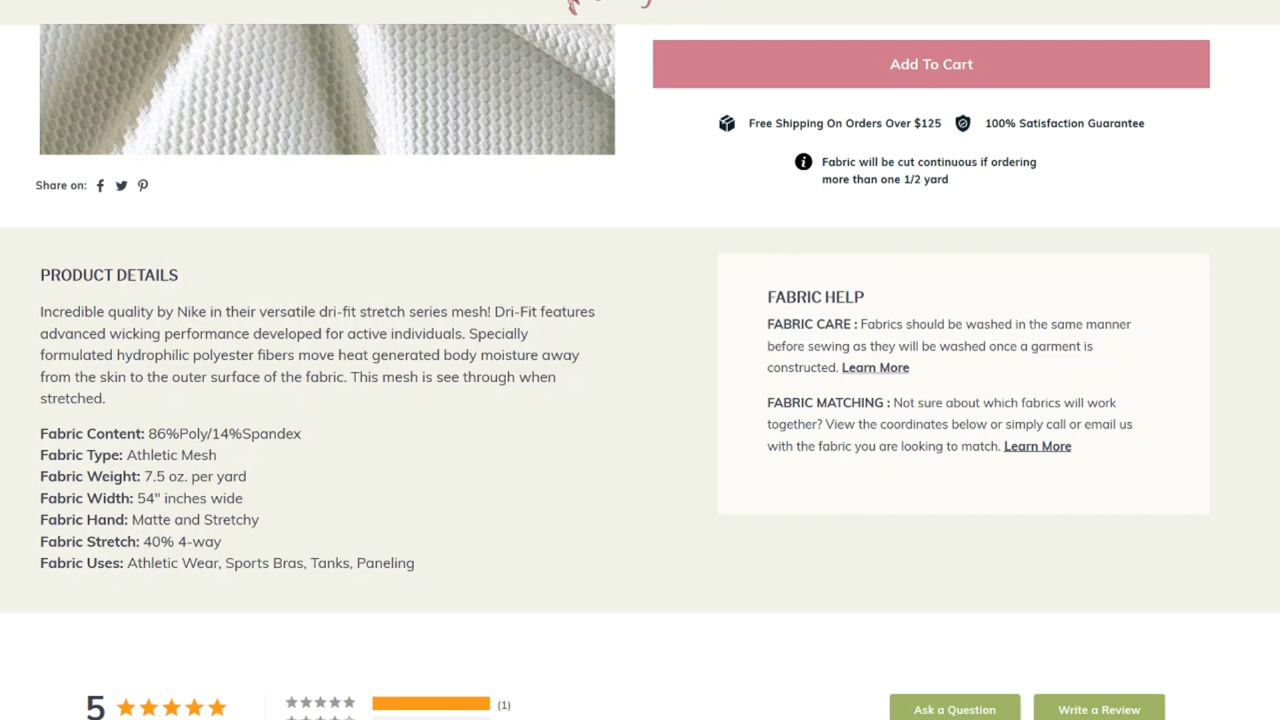 Add To Cart
Free Shipping On Orders Over $125
100% Satisfaction Guarantee
Fabric will be cut continuous if ordering
more than one 1/2 yard
Share on:
PRODUCT DETAILS
Incredible quality by Nike in their versatile dri-fit stretch series mesh! Dri-Fit features
advanced wicking performance developed for active individuals. Specially
formulated hydrophilic polyester fibers move heat generated body moisture away
from the skin to the outer surface of the fabric. This mesh is see through when
stretched.
Fabric Content: 86%Poly/14%Spandex
Fabric Type: Athletic Mesh
Fabric Weight: 7.5 oz. per yard
Fabric Width: 54" inches wide
Fabric Hand: Matte and Stretchy
Fabric Stretch: 40% 4-way
Fabric Uses: Athletic Wear, Sports Bras, Tanks, Paneling
FABRIC HELP
FABRIC CARE : Fabrics should be washed in the same manner
before sewing as they will be washed once a garment is
constructed. Learn More
FABRIC MATCHING : Not sure about which fabrics will work
together? View the coordinates below or simply call or email us
with the fabric you are looking to match. Learn More
5
(1)
Ask a Question
Write a Review